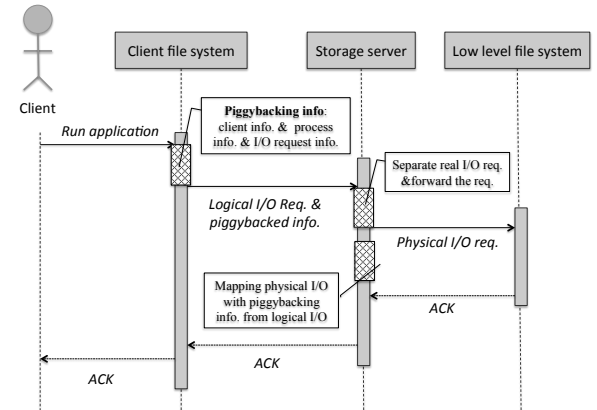 Client file system
Storage server
Low level file system
Client
Run application
Piggybacking info:
client info. & process
info. & I/O request info.
Separate real I/O req.
&forward the req.
Logical I/O Req. &
piggybacked info.
Physical I/O req.
Mapping physical I/O
with piggybacking
info. from logical I/O
ACK
ACK
ACK